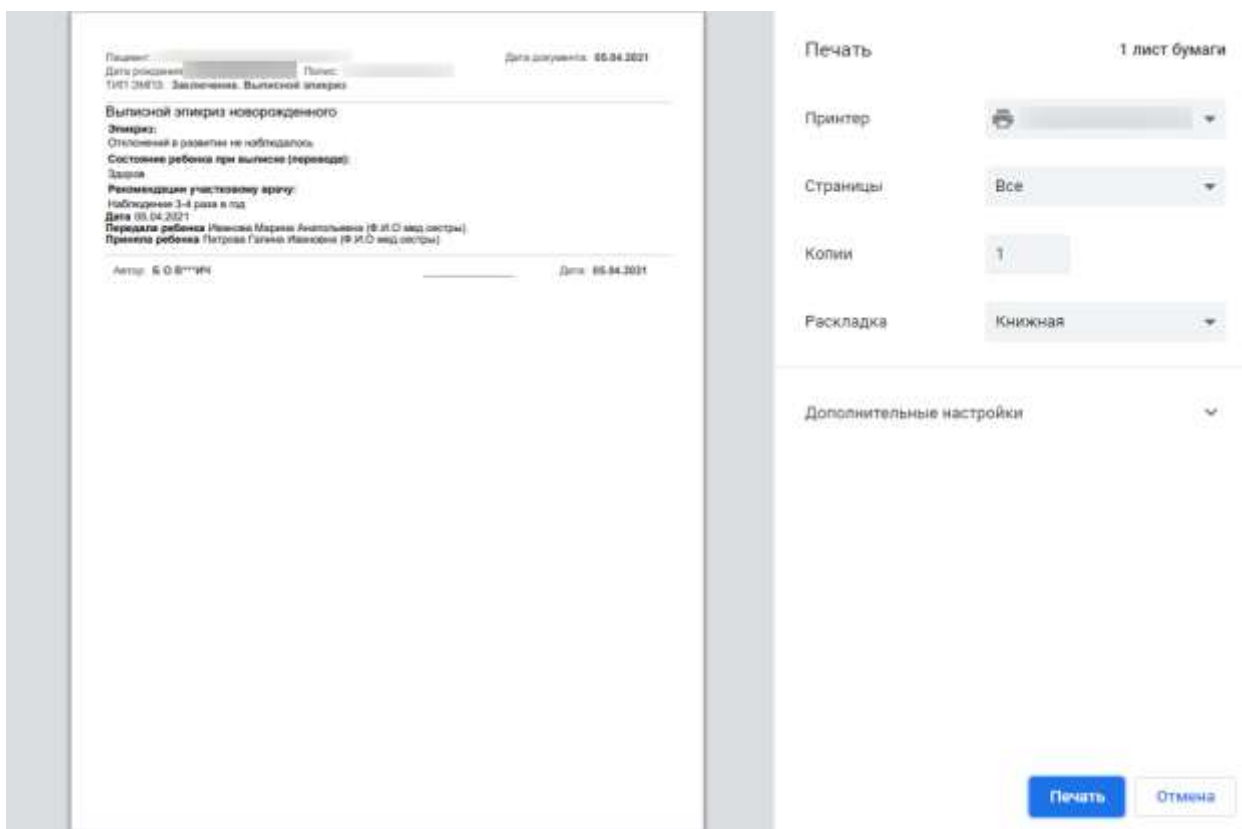 Пациент:
Дата документа: 05.04.2021
Дата рождения: Полис:
ТИП ЭМПЗ: Заключение. Выписной эпикриз
Выписной эпикриз новорожденного
Эпикриз:
Отклонений в развитии не наблюдалось
Состояние ребенка при выписке (переводе):
Здоров
Рекомендации участковому врачу:
Наблюдение 3-4 раза в год
Дата 05.04.2021
Передала ребенка Иванова Марина Анатольевна (Ф.И.О мед.сестры)
Приняла ребенка Петрова Галина Ивановна (Ф.И.О мед.сестры)
Автор: Б О В***ИЧ
Дата: 05.04.2021
Печать 1 лист бумаги
Принтер
Страницы Все
Копии 1
Раскладка Книжная
Дополнительные настройки
Печать Отмена